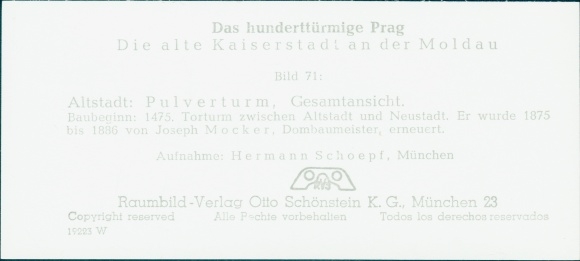 Das hunderttürmige Prag
Die alte Kaiserstadt an der Moldau
Bild 71:
Altstadt: Pulverturm, Gesamtansicht.
Baubeginn: 1475. Torturm zwischen Altstadt und Neustadt. Er wurde 1875
bis 1886 von Joseph Mocker, Dombaumeister, erneuert.
Aufnahme: Hermann Schoepf, München
RVS
Raumbild-Verlag Otto Schönstein K. G., München 23
Copyright reserved Alle Rechte vorbehalten Todos los derechos reservados
19223 W